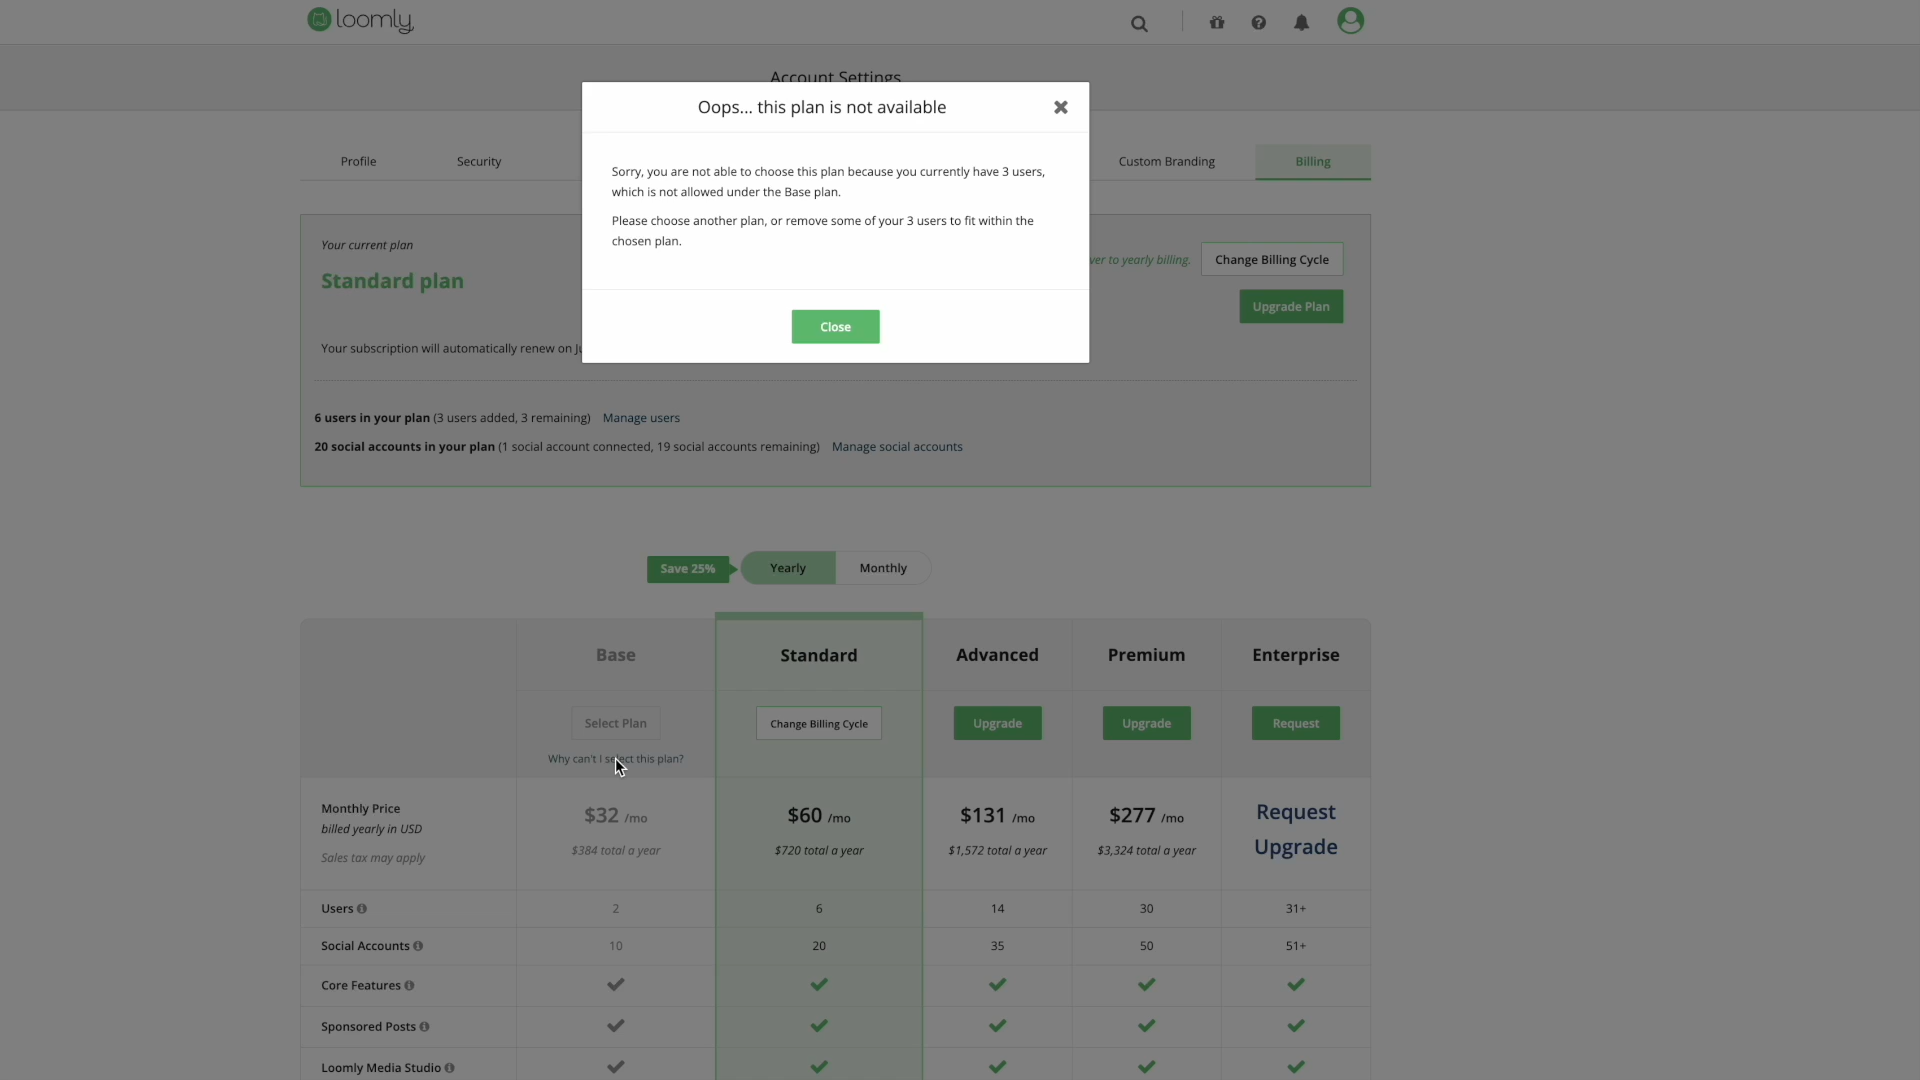 loomly
Account Settings
Oops... this plan is not available
Sorry, you are not able to choose this plan because you currently have 3 users,
which is not allowed under the Base plan.
Please choose another plan, or remove some of your 3 users to fit within the
chosen plan.
Close
Profile
Security
Custom Branding
Billing
Your current plan
Standard plan
ver to yearly billing.
Change Billing Cycle
Upgrade Plan
Your subscription will automatically renew on
6 users in your plan (3 users added, 3 remaining) Manage users
20 social accounts in your plan (1 social account connected, 19 social accounts remaining) Manage social accounts
Save 25%
Yearly
Monthly
Base
Standard
Advanced
Premium
Enterprise
Select Plan
Change Billing Cycle
Upgrade
Upgrade
Request
Why can't I select this plan?
Monthly Price
billed yearly in USD
Sales tax may apply
$32 /mo
$384 total a year
$60 /mo
$720 total a year
$131 /mo
$1,572 total a year
$277 /mo
$3,324 total a year
Request
Upgrade
Users 2 6 14 30 31+
Social Accounts 10 20 35 50 51+
Core Features
Sponsored Posts
Loomly Media Studio